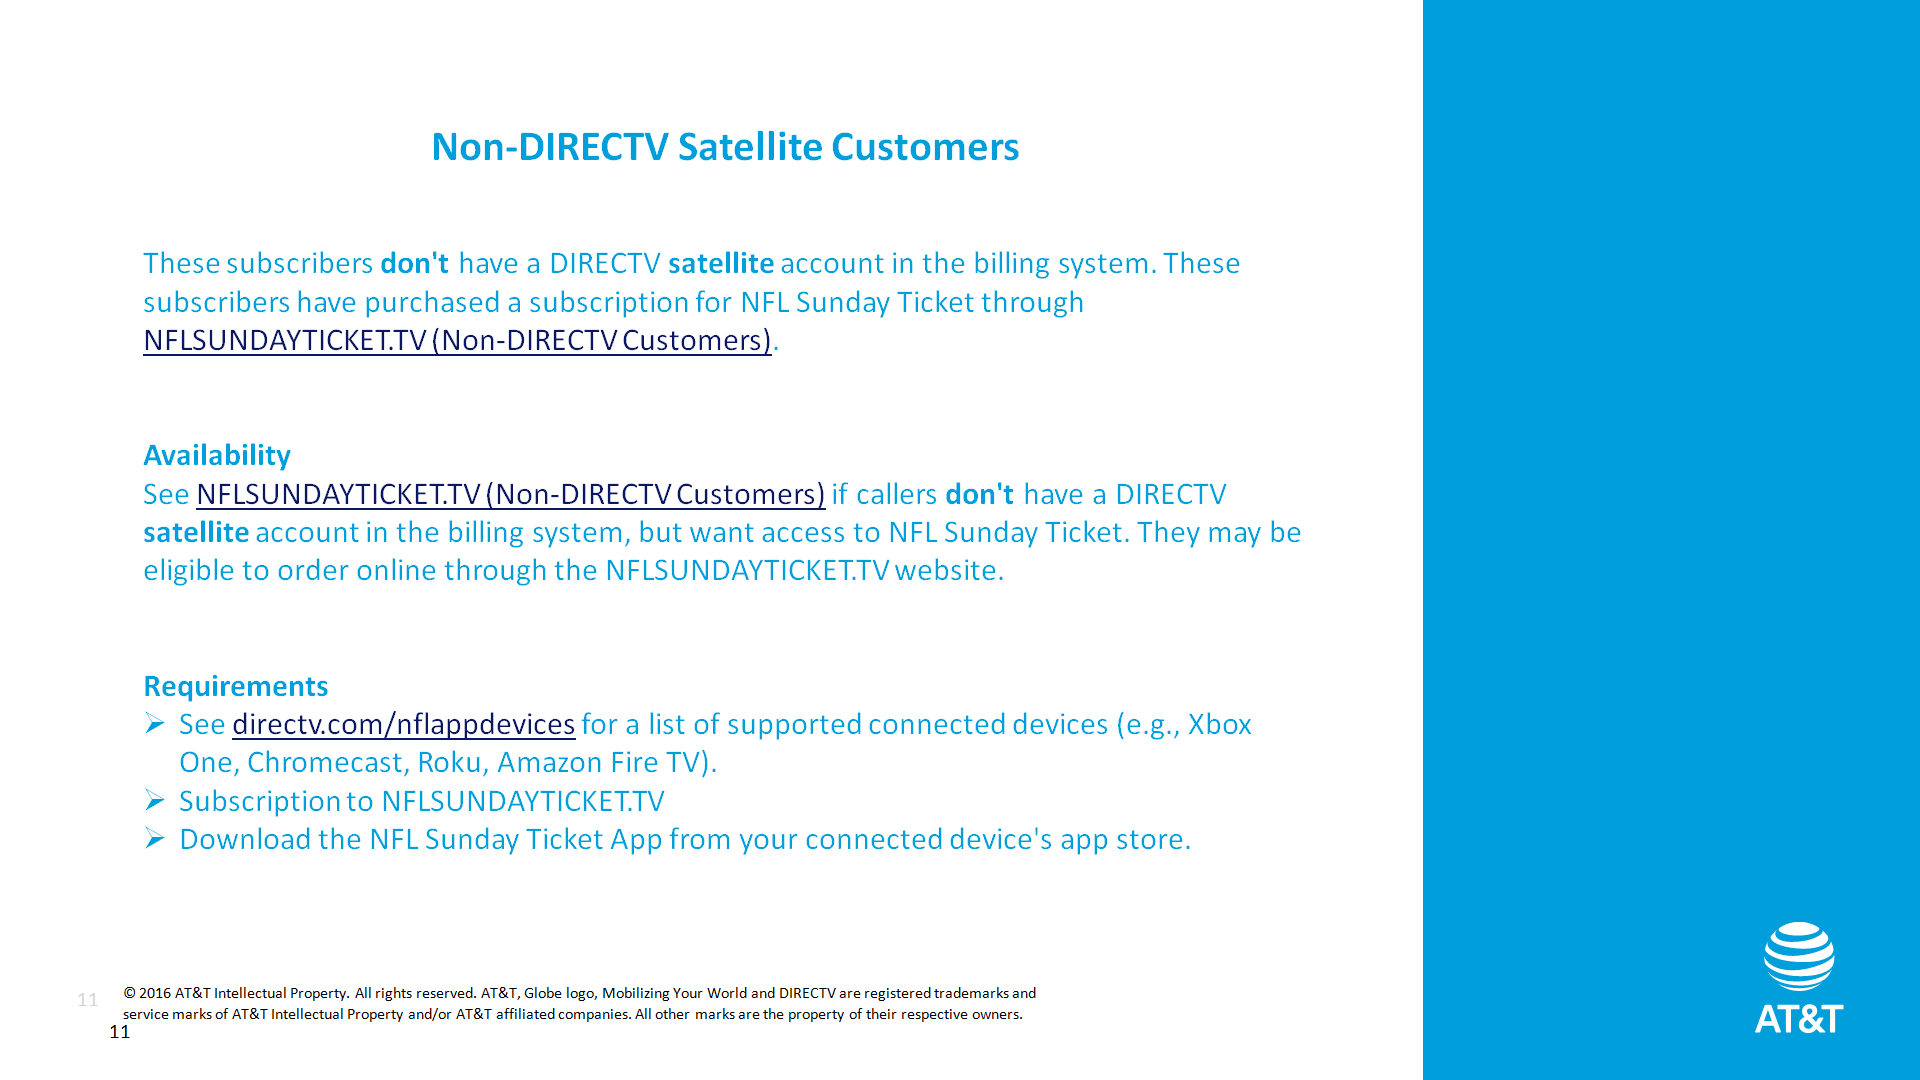 Non-DIRECTV Satellite Customers
These subscribers don't have a DIRECTV satellite account in the billing system. These
subscribers have purchased a subscription for NFL Sunday Ticket through
NFLSUNDAYTICKET.TV (Non-DIRECTV Customers).
Availability
See NFLSUNDAYTICKET.TV (Non-DIRECTV Customers) if callers don't have a DIRECTV
satellite account in the billing system, but want access to NFL Sunday Ticket. They may be
eligible to order online through the NFLSUNDAYTICKET.TV website.
Requirements
➢ See directv.com/nflappdevices for a list of supported connected devices (e.g., Xbox
One, Chromecast, Roku, Amazon Fire TV).
➢ Subscription to NFLSUNDAYTICKET.TV
➢ Download the NFL Sunday Ticket App from your connected device's app store.
11
© 2016 AT&T Intellectual Property. All rights reserved. AT&T, Globe logo, Mobilizing Your World and DIRECTV are registered trademarks and
service marks of AT&T Intellectual Property and/or AT&T affiliated companies. All other marks are the property of their respective owners.
11
AT&T